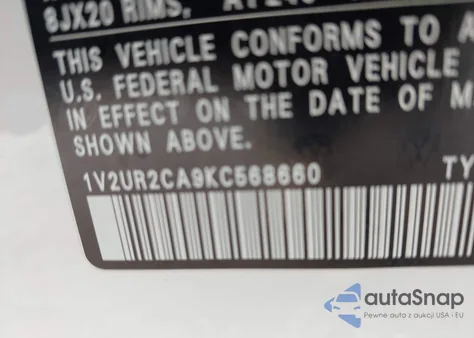 8JX20 RIMS,
THIS VEHICLE CONFORMS TO
U.S. FEDERAL MOTOR VEHICLE
IN EFFECT ON THE DATE OF M
SHOWN ABOVE.
1V2UR2CA9KC568660
TY
autaSnap
Pewne auta z aukcji USA i EU